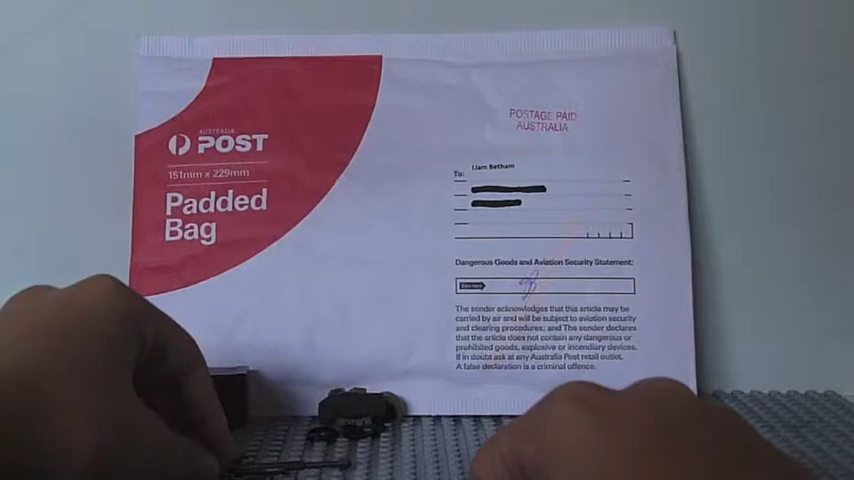 AUSTRALIA
POST
151mm x 229mm
Padded
Bag
POSTAGE PAID
AUSTRALIA
To:
Liam Betham
Dangerous Goods and Aviation Security Statement:
Sign here
The sender acknowledges that this article may be
carried by air and will be subject to aviation security
and clearing procedures; and the sender declares
that the article does not contain any dangerous or
prohibited goods, explosive or incendiary devices.
If in doubt ask at any Australia Post retail outlet.
A false declaration is a criminal offence.